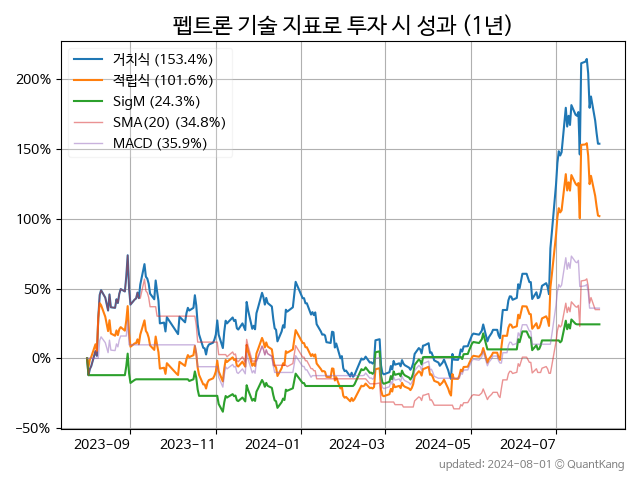 펩트론 기술 지표로 투자 시 성과 (1년)
거치식 (153.4%)
적립식 (101.6%)
SigM (24.3%)
SMA(20) (34.8%)
MACD (35.9%)
200%
150%
100%
50%
0%
−50%
2023-09 2023-11 2024-01 2024-03 2024-05 2024-07
updated: 2024-08-01 © QuantKang